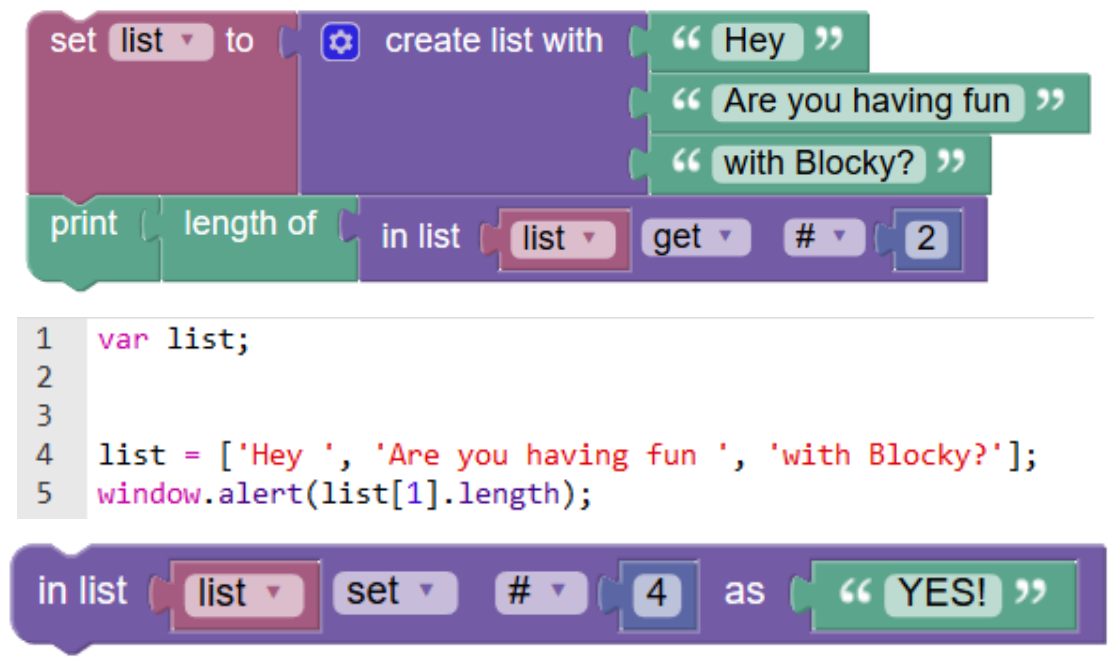 set list to create list with “ Hey ”
“ Are you having fun ”
“ with Blocky? ”
print length of in list list get # 2
1 var list;
2
3
4 list = ['Hey ', 'Are you having fun ', 'with Blocky?'];
5 window.alert(list[1].length);
in list list set # 4 as “ YES! ”